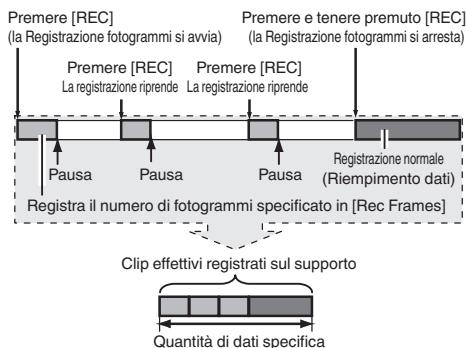 Premere [REC]
(la Registrazione fotogrammi si avvia)
Premere e tenere premuto [REC]
(la Registrazione fotogrammi si arresta)
Premere [REC]
La registrazione riprende
Premere [REC]
La registrazione riprende
Pausa
Pausa
Pausa
Registrazione normale
(Riempimento dati)
Registra il numero di fotogrammi specificato in [Rec Frames]
Clip effettivi registrati sul supporto
Quantità di dati specifica